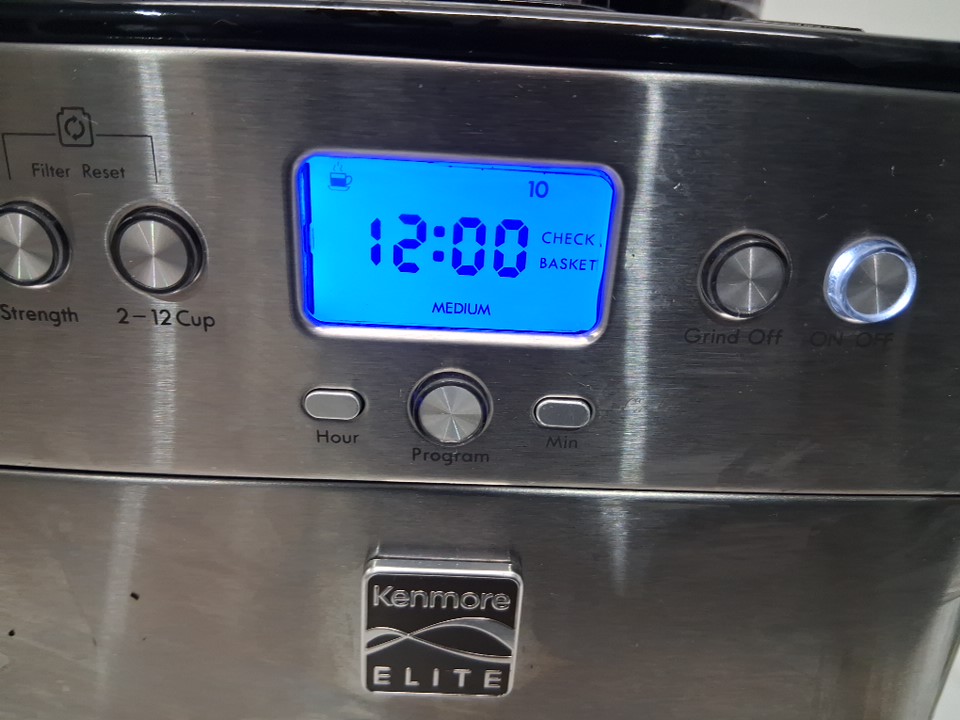 Filter Reset
Strength
2-12 Cup
10
12:00
CHECK
BASKET
MEDIUM
Grind Off
ON OFF
Hour
Program
Min
Kenmore
ELITE